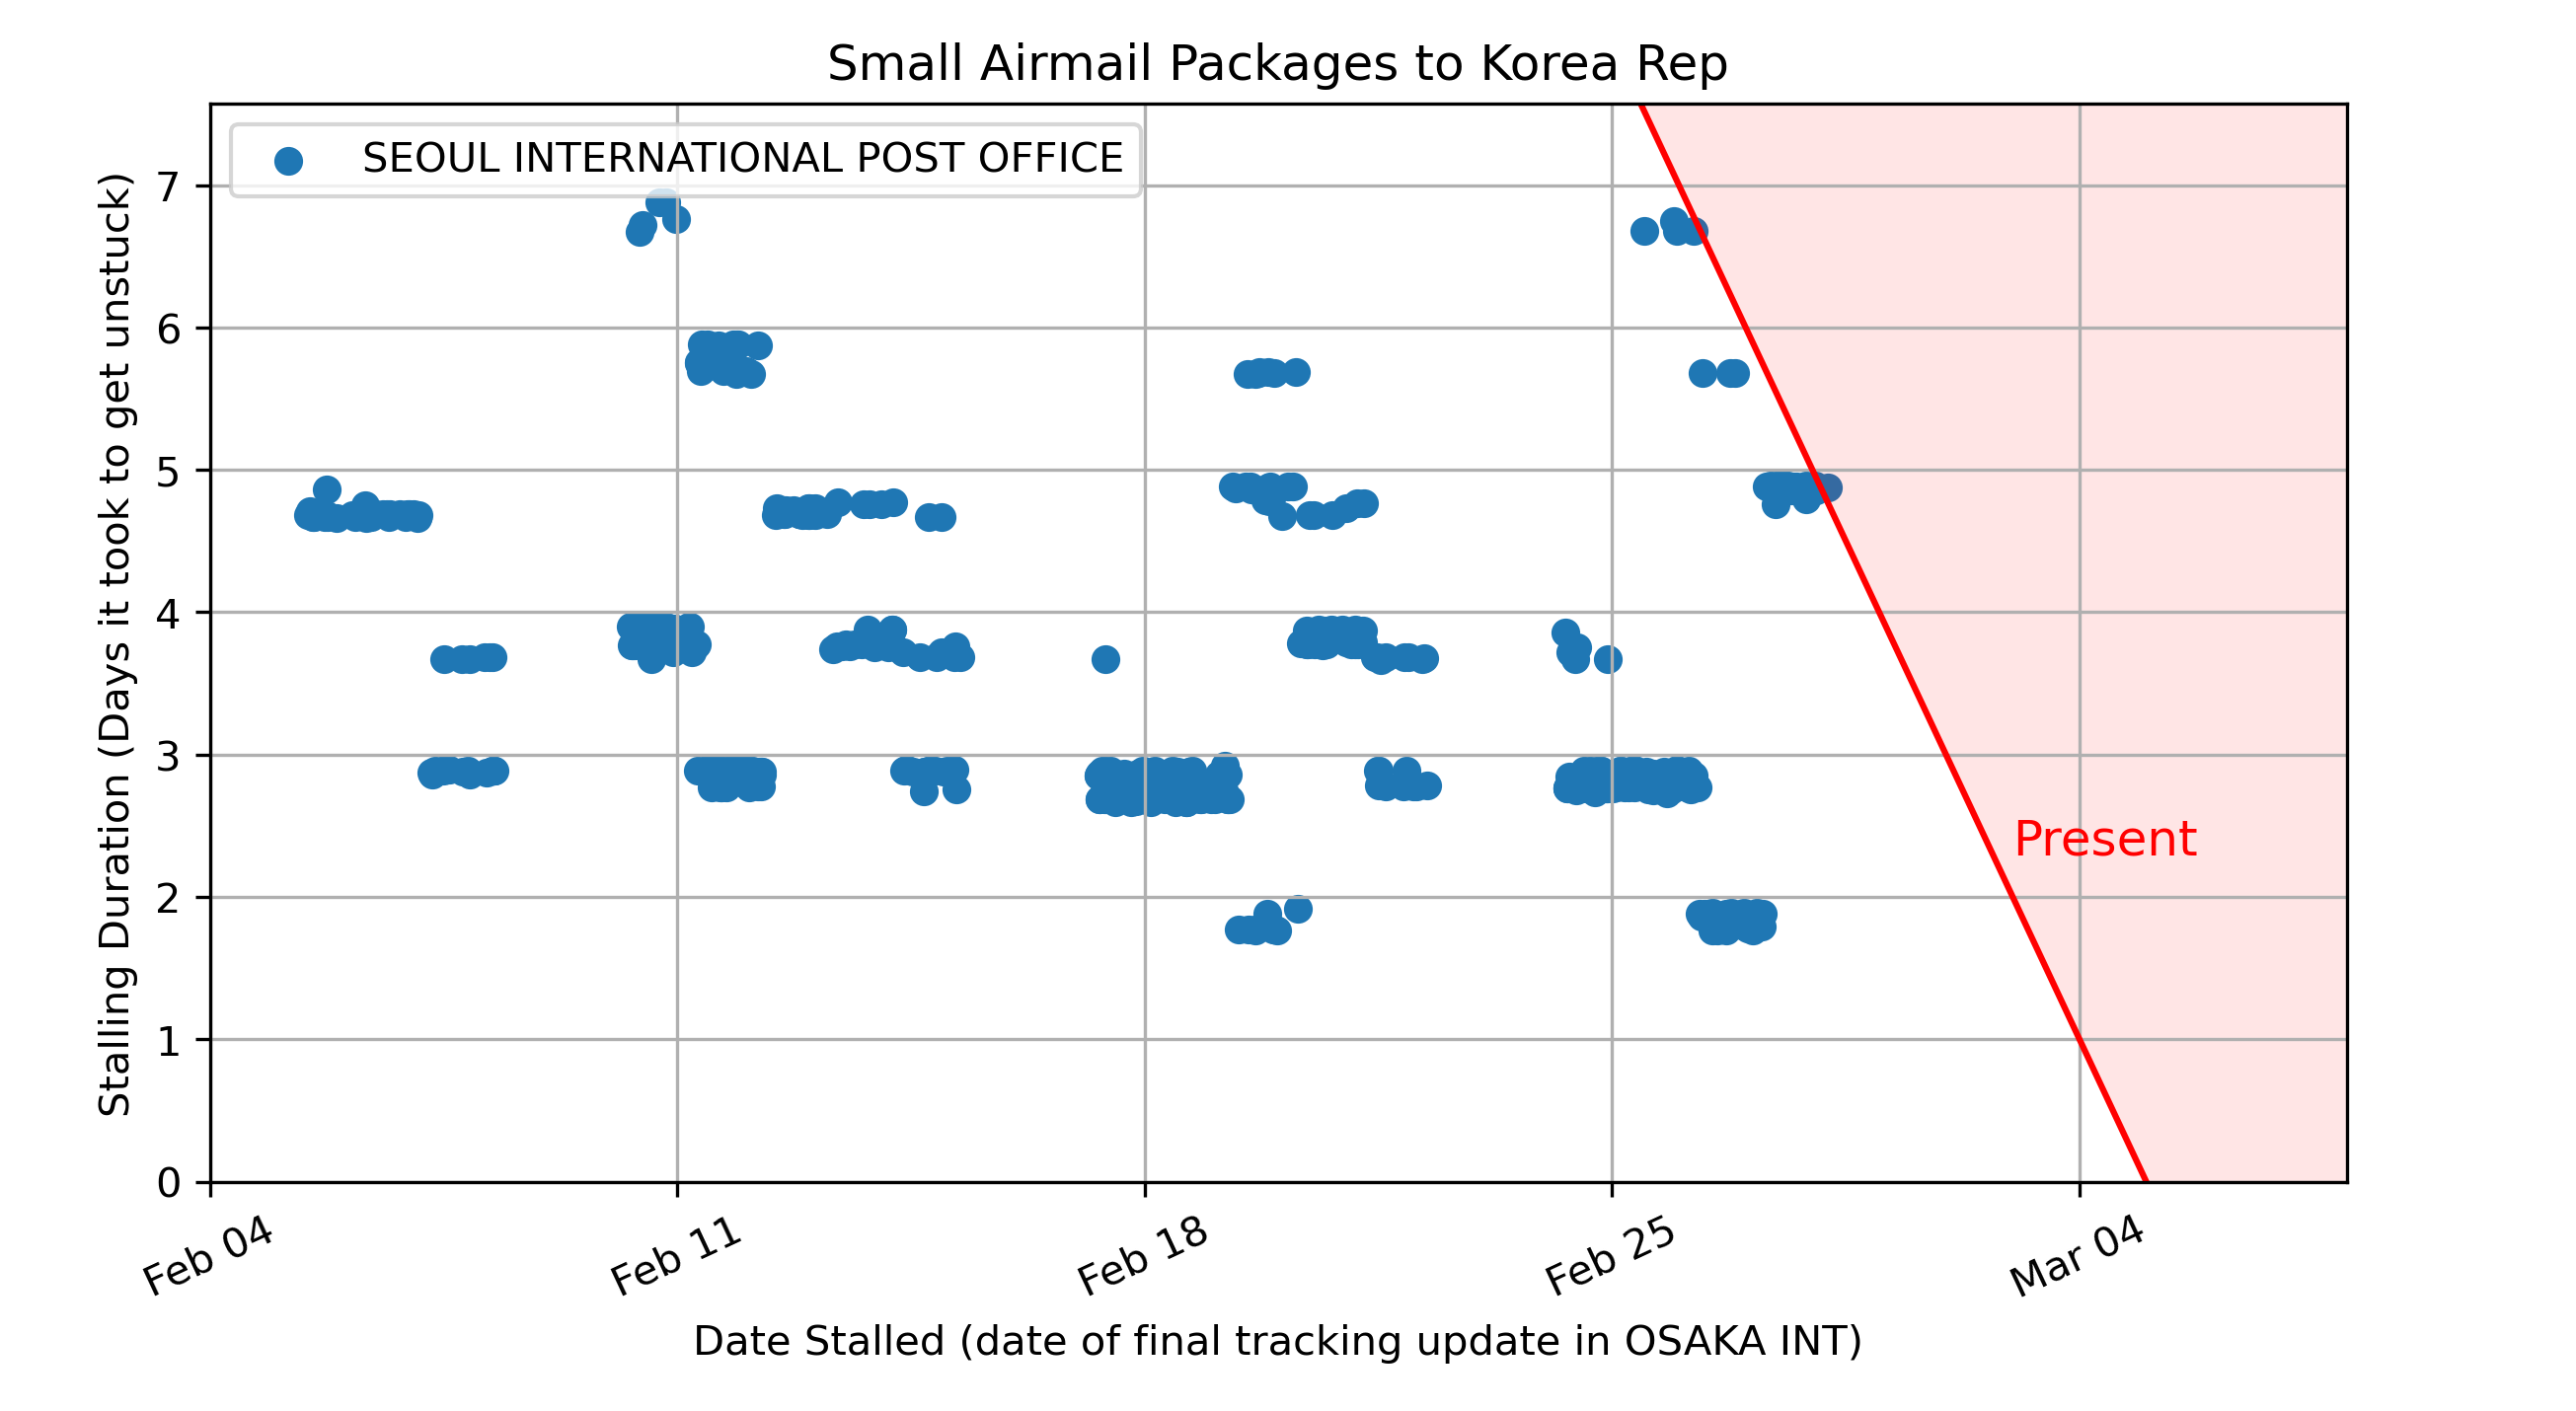 Small Airmail Packages to Korea Rep
SEOUL INTERNATIONAL POST OFFICE
Stalling Duration (Days it took to get unstuck)
7
6
5
4
3
2
1
0
Present
Feb 04
Feb 11
Feb 18
Feb 25
Mar 04
Date Stalled (date of final tracking update in OSAKA INT)